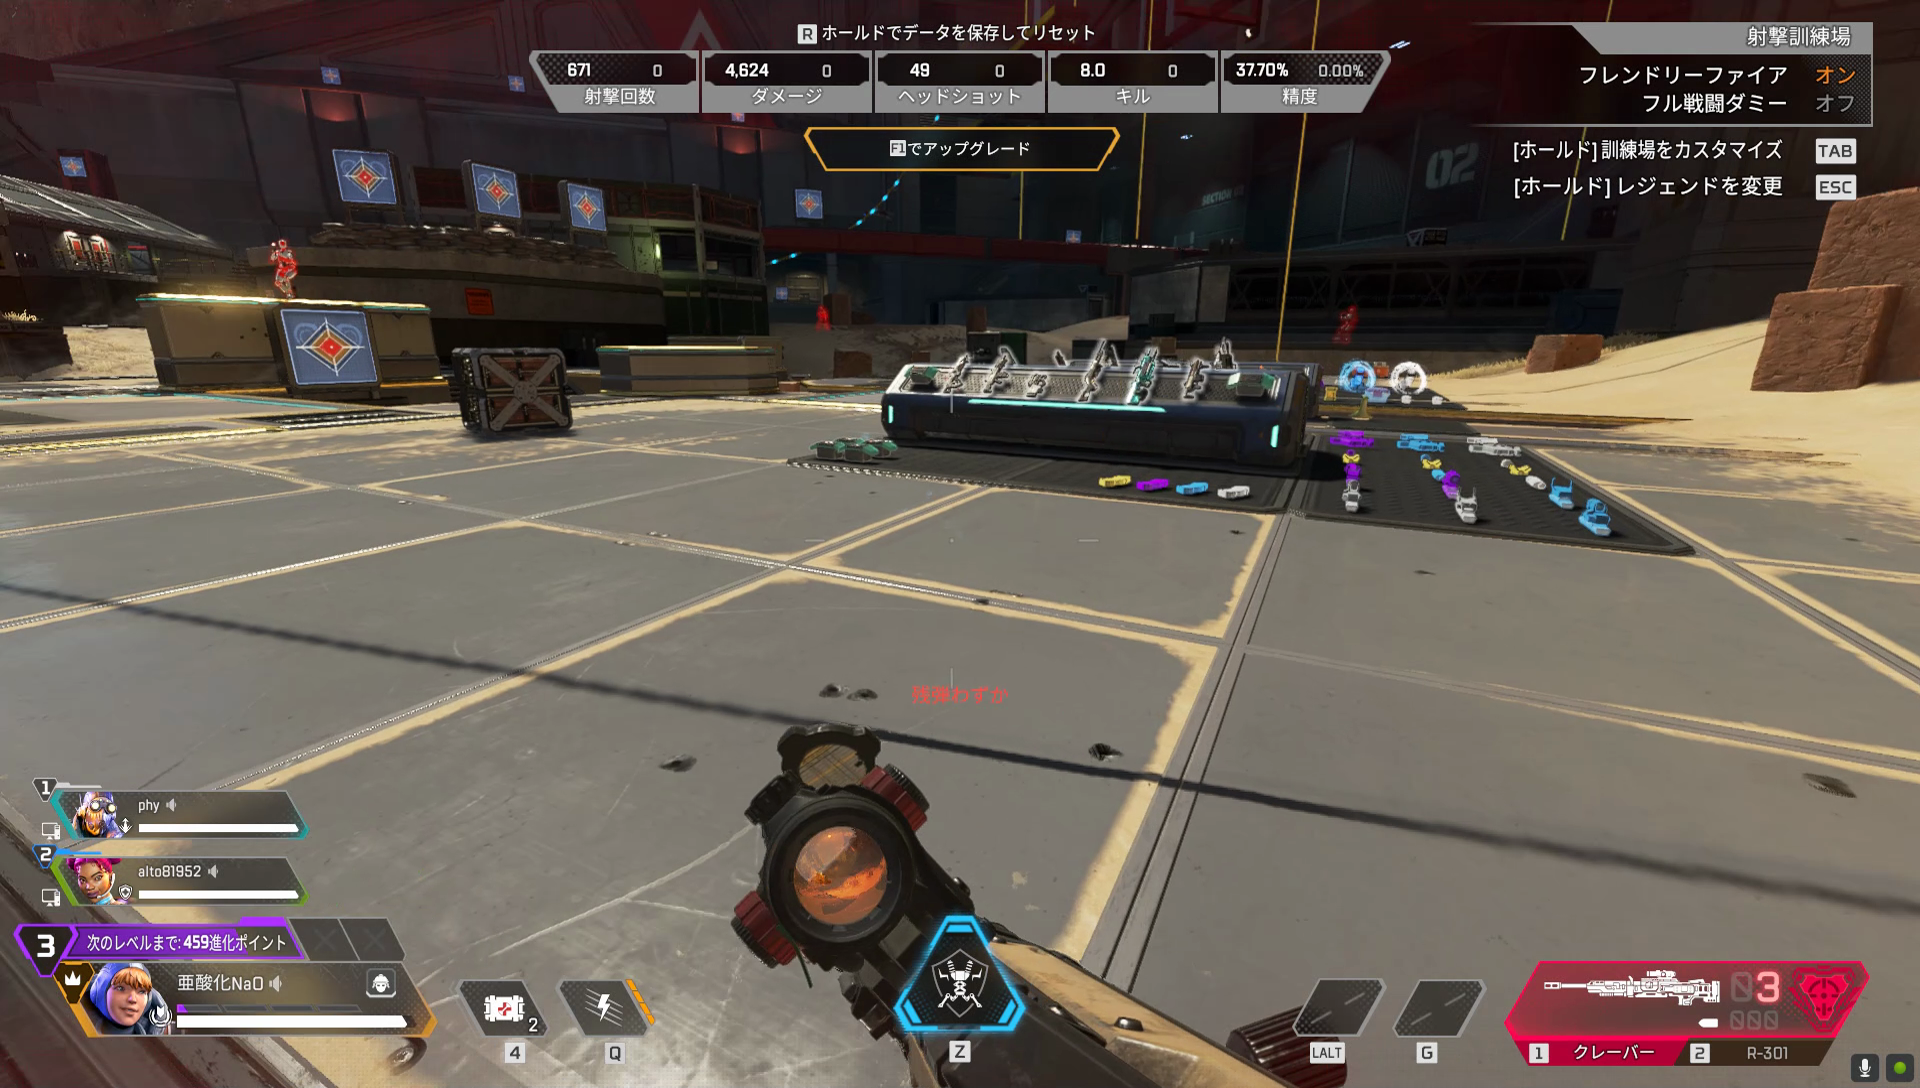 R ホールドでデータを保存してリセット
671 0
射撃回数
4,624 0
ダメージ
49 0
ヘッドショット
8.0 0
キル
37.70% 0.00%
精度
F1でアップグレード
射撃訓練場
フレンドリーファイア オン
フル戦闘ダミー オフ
[ホールド]訓練場をカスタマイズ TAB
[ホールド]レジェンドを変更 ESC
02
残弾わずか
1
phy
2
alto81952
3
次のレベルまで:459進化ポイント
亜酸化NaO
2
4
Q
Z
LALT
G
03
000
1 クレーバー
2 R-301